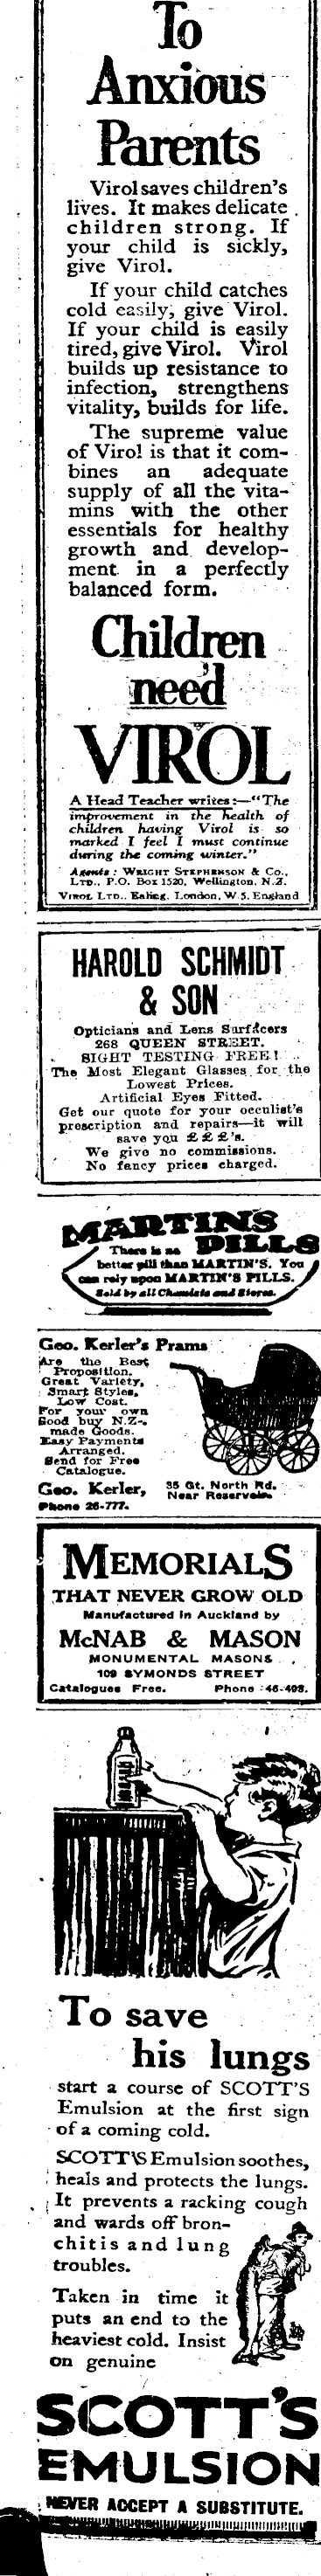 To
Anxious
Parents
Virol saves children's
lives. It makes delicate
children strong. If
your child is sickly,
give Virol.
If your child catches
cold easily, give Virol.
If your child is easily
tired, give Virol. Virol
builds up resistance to
infection, strengthens
vitality, builds for life.
The supreme value
of Virol is that it com-
bines an adequate
supply of all the vita-
mins with the other
essentials for healthy
growth and develop-
ment in a perfectly
balanced form.
Children
need
VIROL
A Head Teacher writes:—"The
improvement in the health of
children having Virol is so
marked I feel I must continue
during the coming winter."
Agents: WRIGHT STEPHENSON & Co.,
LTD., P.O. Box 1520, Wellington. N.Z.
VIROL LTD., Ealing, London, W.5. England
HAROLD SCHMIDT
& SON
Opticians and Lens Surfacers
268 QUEEN STREET.
SIGHT TESTING FREE!
The Most Elegant Glasses for the
Lowest Prices.
Artificial Eyes Fitted.
Get our quote for your occulist's
prescription and repairs—it will
save you £ £ £'s.
We give no commissions.
No fancy prices charged.
MARTIN'S
There is no PILLS
better pill than MARTIN'S. You
can rely upon MARTIN'S PILLS.
Sold by all Chemists and Stores.
Geo. Kerler's Prams
Are the Best
Proposition.
Great Variety,
Smart Styles,
Low Cost.
For your own
Good buy N.Z.-
made Goods.
Easy Payments
Arranged.
Send for Free
Catalogue.
Geo. Kerler, 35 Gt. North Rd.
Near Reservoir.
Phone 26-777.
MEMORIALS
THAT NEVER GROW OLD
Manufactured in Auckland by
McNAB & MASON
MONUMENTAL MASONS
109 SYMONDS STREET
Catalogues Free. Phone 46-408.
To save
his lungs
start a course of SCOTT'S
Emulsion at the first sign
of a coming cold.
SCOTT'S Emulsion soothes,
heals and protects the lungs.
It prevents a racking cough
and wards off bron-
chitis and lung
troubles.
Taken in time it
puts an end to the
heaviest cold. Insist
on genuine
SCOTT'S
EMULSION
NEVER ACCEPT A SUBSTITUTE.